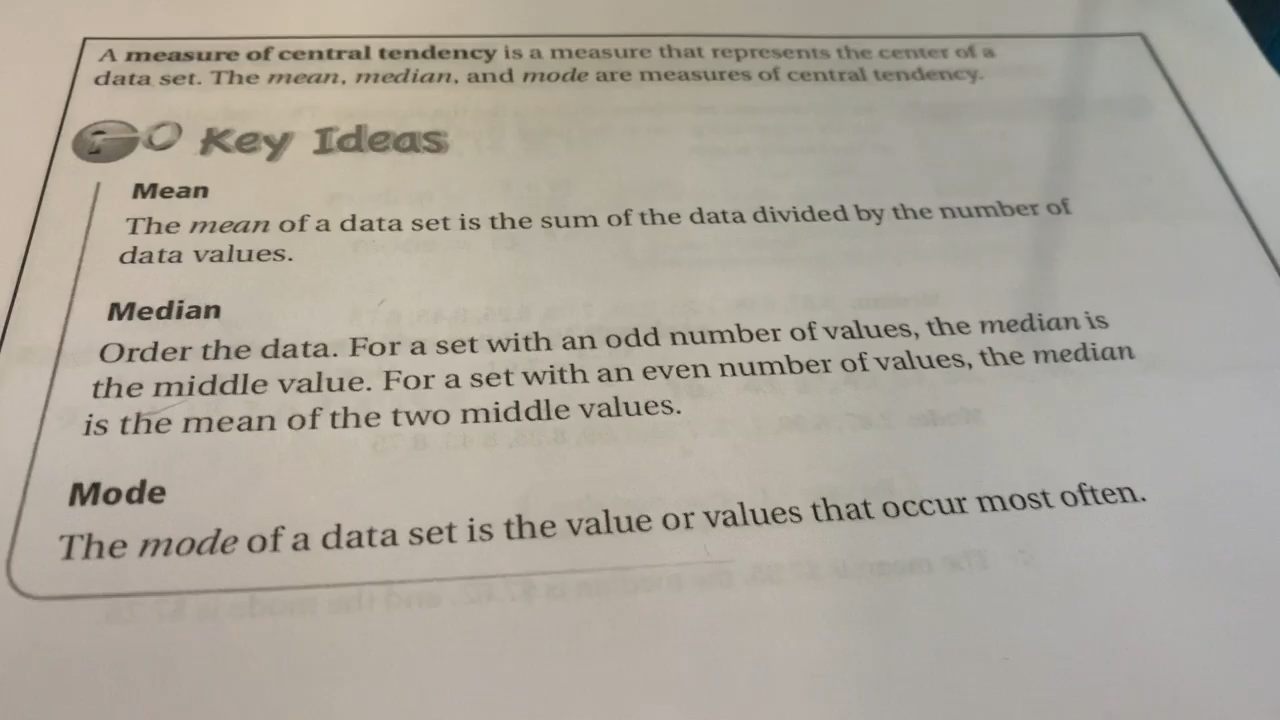 A measure of central tendency is a measure that represents the center of a
data set. The mean, median, and mode are measures of central tendency.
Key Ideas
Mean
The mean of a data set is the sum of the data divided by the number of
data values.
Median
Order the data. For a set with an odd number of values, the median is
the middle value. For a set with an even number of values, the median
is the mean of the two middle values.
Mode
The mode of a data set is the value or values that occur most often.